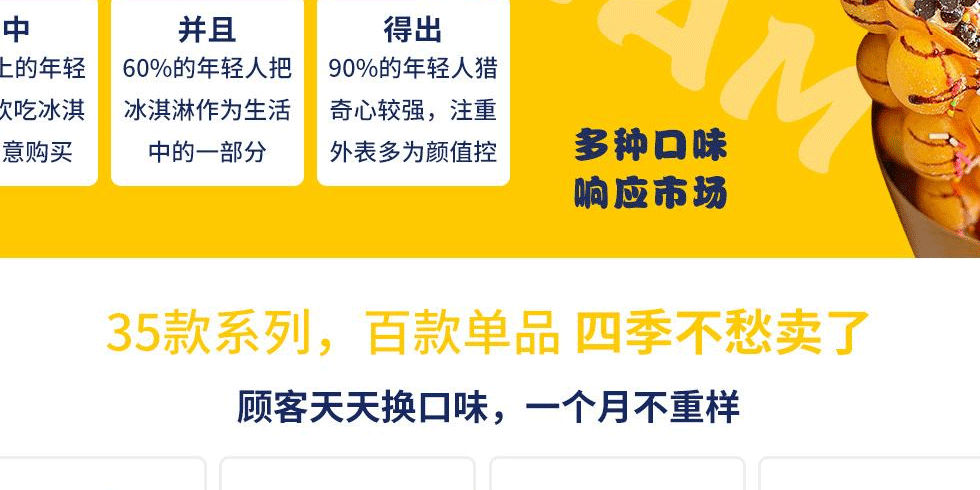 中
上的年轻
欢吃冰淇
意购买
并且
60%的年轻人把
冰淇淋作为生活
中的一部分
得出
90%的年轻人猎
奇心较强，注重
外表多为颜值控
AM
多种口味
响应市场
35款系列，百款单品 四季不愁卖了
顾客天天换口味，一个月不重样